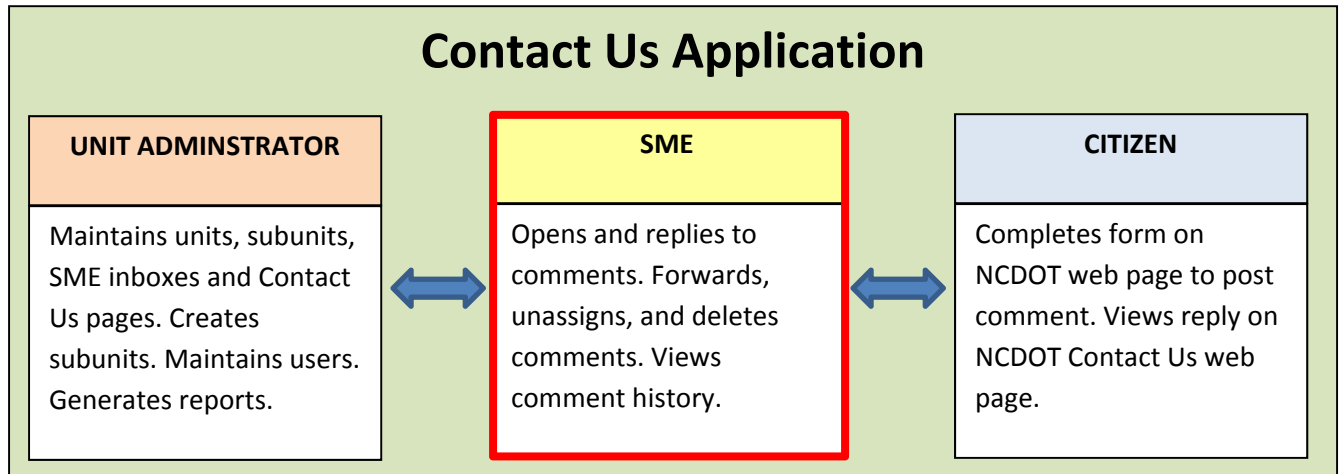 Contact Us Application
UNIT ADMINSTRATOR
Maintains units, subunits,
SME inboxes and Contact
Us pages. Creates
subunits. Maintains users.
Generates reports.
SME
Opens and replies to
comments. Forwards,
unassigns, and deletes
comments. Views
comment history.
CITIZEN
Completes form on
NCDOT web page to post
comment. Views reply on
NCDOT Contact Us web
page.